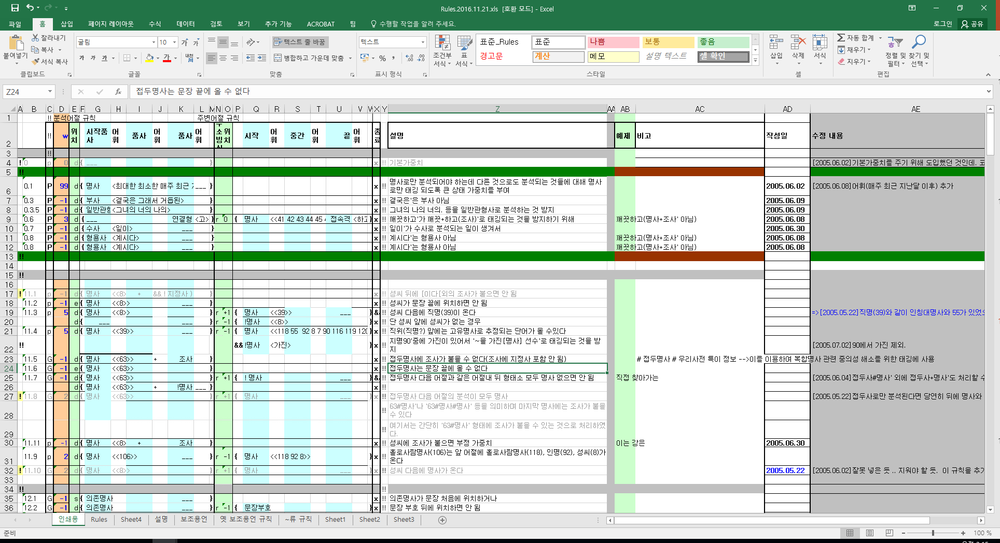 Rules.2016.11.21.xls [호환 모드] - Excel
파일 홈 삽입 페이지 레이아웃 수식 데이터 검토 보기 추가 기능 ACROBAT 팀 수행할 작업을 알려 주세요. 로그인 공유
붙여넣기 잘라내기 복사 서식 복사
굴림 10 가 가 가 가 가 가 내천
텍스트 줄 바꿈 병합하고 가운데 맞춤
텍스트 % ,
조건부 서식 표 서식
표준_Rules 표준 나쁨 보통 좋음
경고문 계산 메모 설명 텍스트 셀 확인
삽입 삭제 서식
자동 합계 채우기 지우기 정렬 및 필터 찾기 및 선택
클립보드 글꼴 맞춤 표시 형식 스타일 셀 편집
Z24 fx 접두명사는 문장 끝에 올 수 없다
A B C D E F G H I J K L M N O P Q R S T U V W X Y Z AA AB AC AD AE
1 !! 분석어절 규칙 주변어절 규칙
2 !! w 위치 시작품사 어휘 품사 어휘 품사 어휘 위치 시작 어휘 중간 어휘 끝 어휘 종료 설명 예제 비고 작성일 수정 내용
3 !!
4 ! 0 p 0 d { ___ } x !! 기본가중치 [2005.06.02]기본가중치를 주기 위해 도입했던 것인데.
5 !!
6 0.1 P 99 d { 명사 <최대한 최소한 매주 최근 ___ } x !! 명사로만 분석되어야 하는데 다른 것으로도 분석되는 것들에 대해 명사로만 태깅 되도록 큰 상태 가중치를 부여 2005.06.02 [2005.06.08]어휘(매주 최근 지난달 이후) 추가
7 0.3 P -1 d { 부사 <결국은 그래서 거듭된> } x !! 결국은'은 부사 아님 2005.06.09
8 0.3.5 P -1 d { 일반관형 <그녀의 너의 나의> } x !! 그녀의 나의 너의. 등을 일반관형사로 분석하는 것 방지 2005.06.09
9 0.6 P 3 d { ___ 연결형 <고> } r 0 { 명사 <<41 42 43 44 45 접속격 <하고 } x !! 깨끗하고'가 깨끗+하고(조사)'로 태깅되는 것을 방지하기 위해 깨끗하고(명사+조사' 아님) 2005.06.08
10 0.7 P -1 d { 수사 <일이> ___ } x !! 일이'가 수사로 분석되는 일이 생겨서 2005.06.30
11 0.8 P -1 d { 형용사 <계시다> ___ } x !! 계시다'는 형용사 아님 깨끗하고(명사+조사' 아님) 2005.06.08
12 0.8 P -1 d { 형용사 <계시다> ___ } x !! 계시다'는 형용사 아님 깨끗하고(명사+조사' 아님) 2005.06.08
13 !!
14
15 !!
16
17 ! 11.1 p -1 d { 명사 <<8> + && ! 지정사 ) } x !! 성씨 뒤에 [이다[외의 조사가 붙으면 안 됨
18 11.2 p -1 e { 명사 <<8>> ___ } x !! 성씨가 문장 끝에 위치하면 안 됨
19 11.3 p 5 d { 명사 <<8>> ___ } r +1 { 명사 <<39>> ___ } && !! 성씨 다음에 직명(39)이 온다 =>[2005.05.22]직명(39)와 같이 인칭대명사와 55가 있었으
20 d { ___ ___ } r -1 { !명사 <<8>> } x !! 단 성씨 앞에 성씨가 없는 경우
21 11.4 p 5 d { 명사 <<39>> ___ } r -1 { 명사 <<118 55 92 8 7 90 116 119 120 x !! 직위(직명?) 앞에는 고유명사로 추정되는 단어가 올 수있다
22 !! && !명사 <가진> } x !! 지명90'중에 가진이 있어서 '~을 가진[명사] 선수'로 태깅되는 것을 방지 [2005.07.02]90에서 가진 제외.
23 11.5 G -1 d { 명사 <<63>> + 조사 } x !! 접두명사에 조사가 붙을 수 없다(조사에 지정사 포함 안 됨) # 접두명사 # 우리사전 특이 정보 -->이를 이용하여 복합명사 관련 중의성 해소를 위한 태깅에 사용
24 11.6 G -1 e { 명사 <<63>> } x !! 접두명사는 문장 끝에 올 수 없다
25 11.7 G -1 d { 명사 <<63>> } r +1 { ! 명사 ___ } && !! 접두명사 다음 어절과 같은 어절내 뒤 형태소 모두 명사 없으면 안 됨 직접 찾아가는 [2005.06.04]접두사#명사' 외에 접두사+명사'도 처리할 수
26 d { 명사 <<63>> + !명사 ___ } x !!
27 ! 11.8 G 2 d { 명사 <<63>> } r +1 { 명사 ___ } x !! 접두명사 다음 어절의 분석이 모두 명사 [2005.05.22]접두사로만 분석된다면 당연히 뒤에 명사와
28 !! 63#명사'나 '63#명사#명사' 등을 의미하며 마지막 명사에는 조사가 붙을 수 있다
29 !! 여기서는 간단히 '63#명사' 형태에 조사가 붙을 수 있는 것으로 처리하였다.
30 11.11 p -1 d { 명사 <<8> + 조사 } x !! 성씨에 조사가 붙으면 부정 가중치 이는 강은 2005.06.30
31 11.9 p 2 d { 명사 <<106>> ___ } r -1 { 명사 <<118 92 8>> } x !! 홀로사람명사(106)는 앞 어절에 홀로사람명사(118), 인명(92), 성씨(8)가 온다
32 ! 11.10 G 2 d { 명사 <<8>> } r +1 { 명사 ___ } x !! 성씨 다음에 명사가 온다 2005.05.22 [2005.06.02]잘못 넣은 듯 .. 지워야 할 듯. 이 규칙을 추가
33
34 !! !!
35 12.1 G -1 s { 의존명사 ___ } x !! 의존명사가 문장 처음에 위치하거나
36 12.2 G -1 d { 의존명사 ___ } r -1 { 문장부호 x !! 문장 부호 뒤에 위치하면 안 됨
인쇄용 Rules Sheet4 설명 보조용언 옛 보조용언 규칙 ~류 규칙 Sheet1 Sheet2 Sheet3
준비 100 %